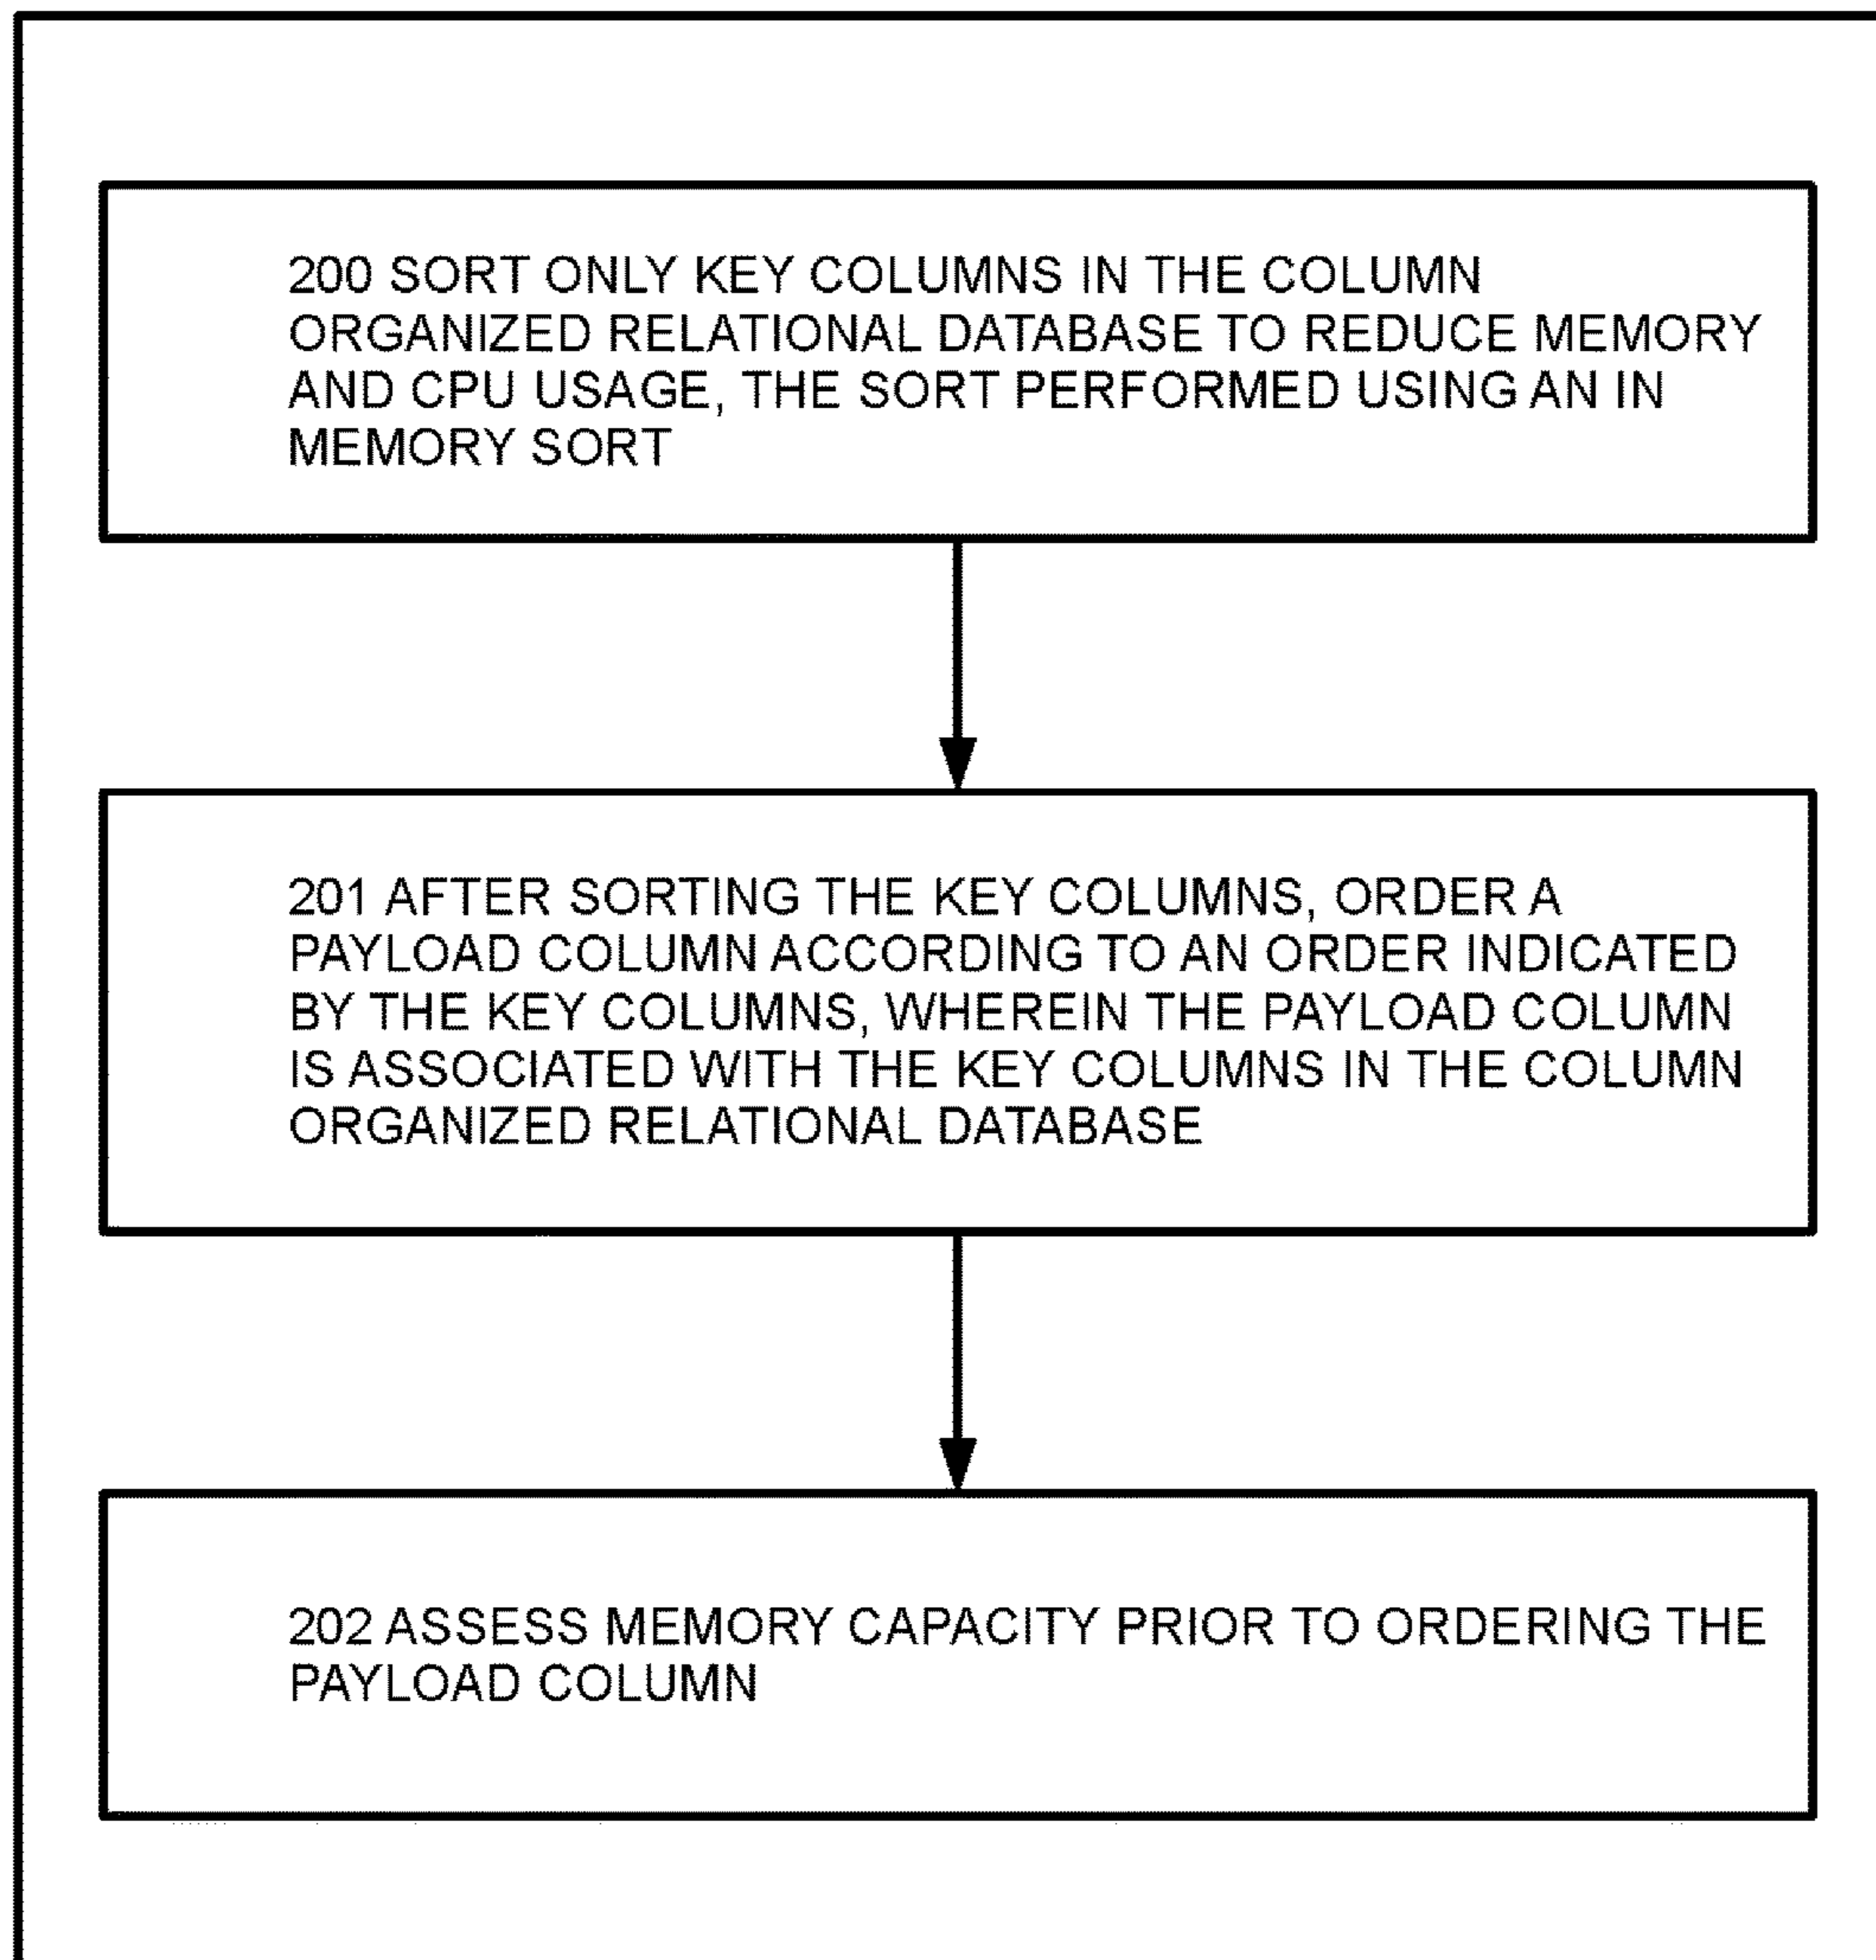 200 SORT ONLY KEY COLUMNS IN THE COLUMN
ORGANIZED RELATIONAL DATABASE TO REDUCE MEMORY
AND CPU USAGE, THE SORT PERFORMED USING AN IN
MEMORY SORT
201 AFTER SORTING THE KEY COLUMNS, ORDER A
PAYLOAD COLUMN ACCORDING TO AN ORDER INDICATED
BY THE KEY COLUMNS, WHEREIN THE PAYLOAD COLUMN
IS ASSOCIATED WITH THE KEY COLUMNS IN THE COLUMN
ORGANIZED RELATIONAL DATABASE
202 ASSESS MEMORY CAPACITY PRIOR TO ORDERING THE
PAYLOAD COLUMN